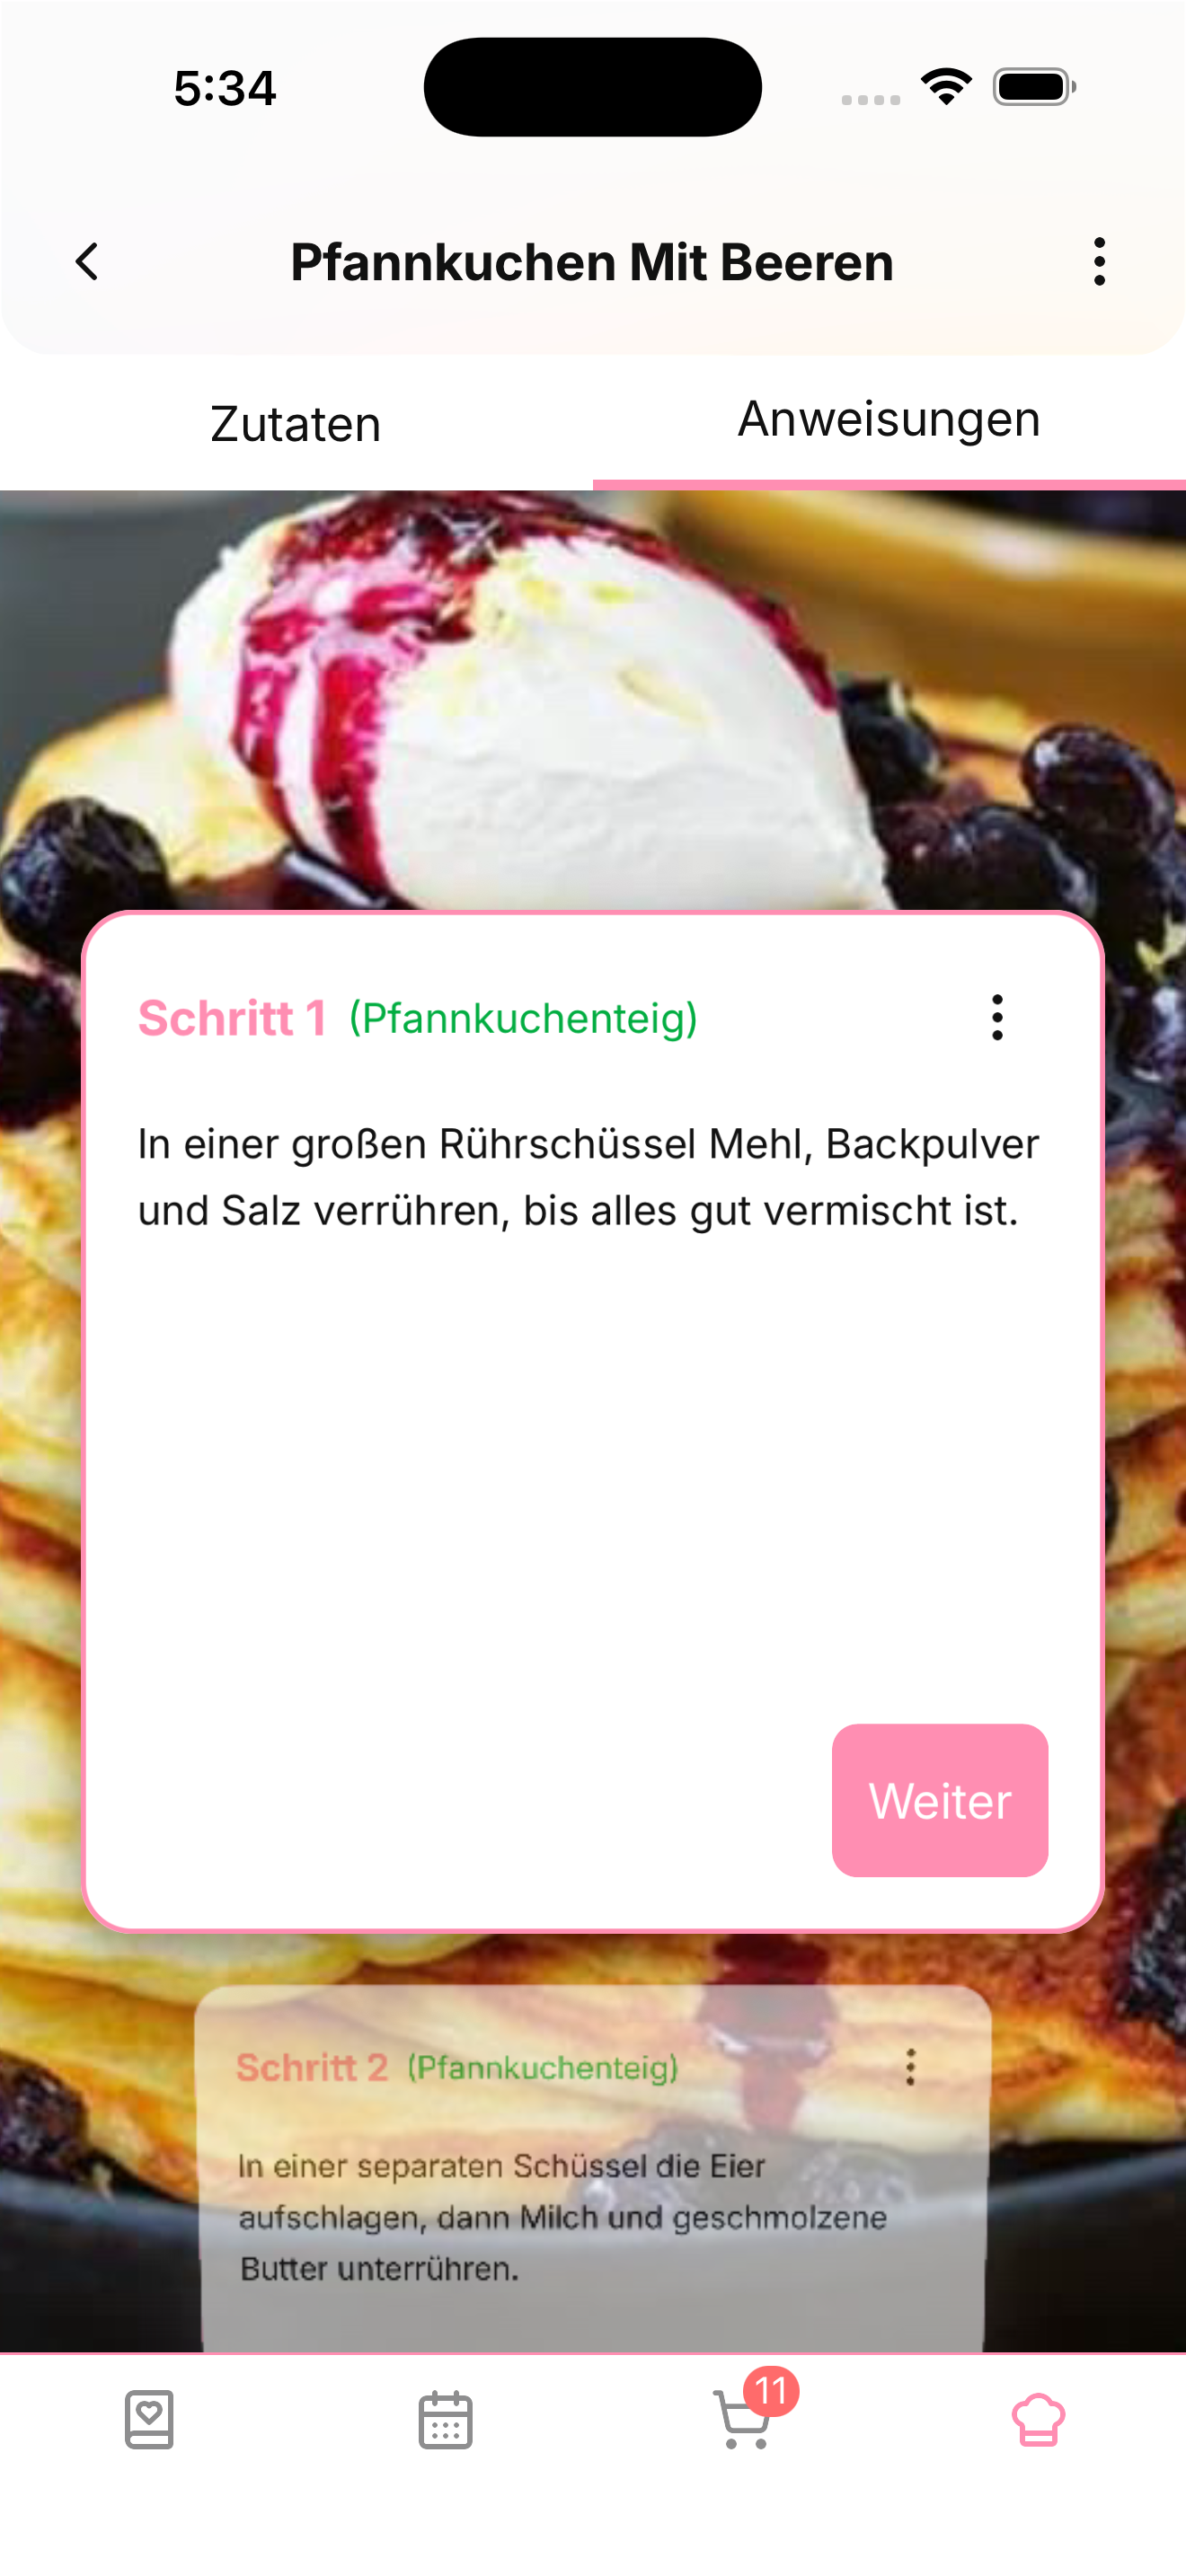 5:34
Pfannkuchen Mit Beeren
Zutaten
Anweisungen
Schritt 1 (Pfannkuchenteig)
In einer großen Rührschüssel Mehl, Backpulver
und Salz verrühren, bis alles gut vermischt ist.
Weiter
Schritt 2 (Pfannkuchenteig)
In einer separaten Schüssel die Eier
aufschlagen, dann Milch und geschmolzene
Butter unterrühren.
11